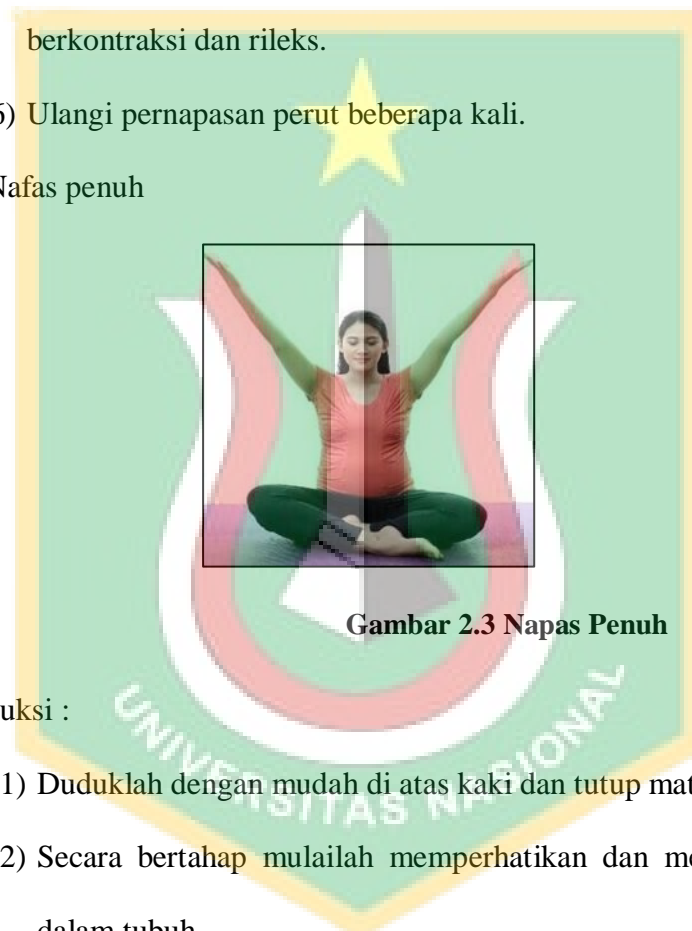 berkontraksi dan rileks.
Ulangi pernapasan perut beberapa kali.
Nafas penuh
Gambar 2.3 Napas Penuh
uksi :
UNIVERSITAS NASIONAL
1) Duduklah dengan mudah di atas kaki dan tutup mat
2) Secara bertahap mulailah memperhatikan dan me
dalam tubuh